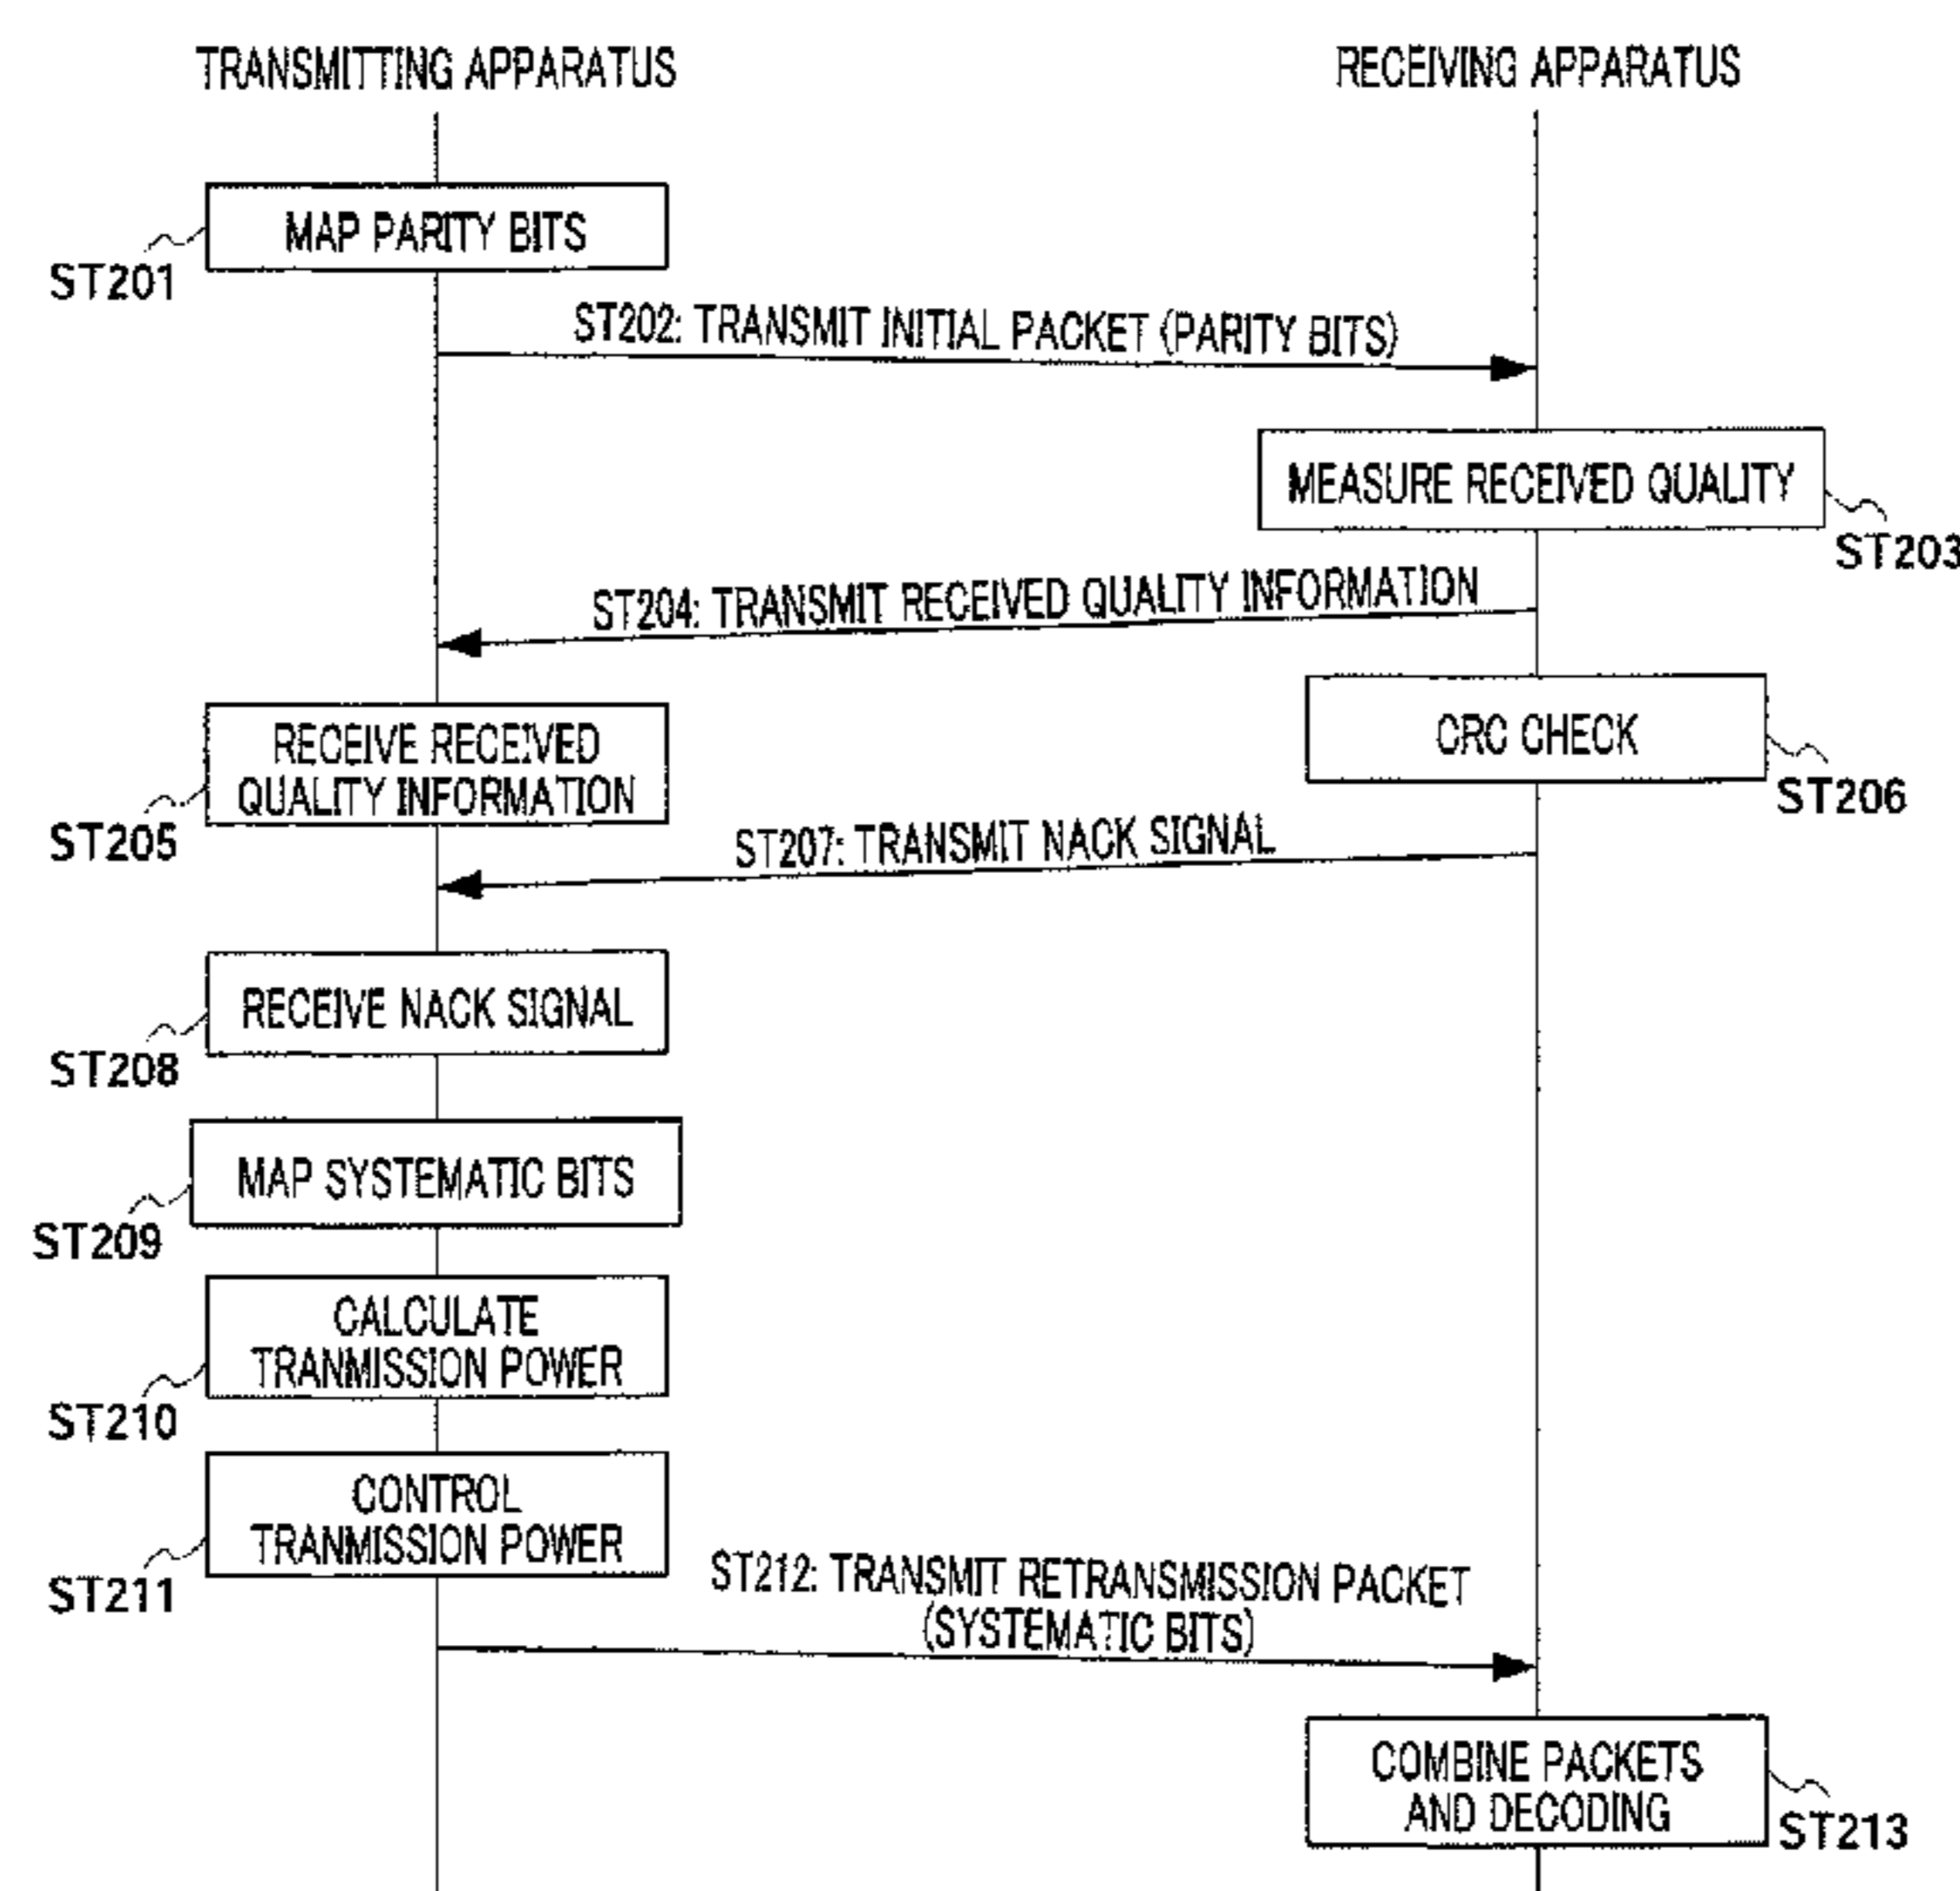 TRANSMITTING APPARATUS
RECEIVING APPARATUS
MAP PARITY BITS
ST201
ST202: TRANSMIT INITIAL PACKET (PARITY BITS)
MEASURE RECEIVED QUALITY
ST203
ST204: TRANSMIT RECEIVED QUALITY INFORMATION
RECEIVE RECEIVED
QUALITY INFORMATION
ST205
CRC CHECK
ST206
ST207: TRANSMIT NACK SIGNAL
RECEIVE NACK SIGNAL
ST208
MAP SYSTEMATIC BITS
ST209
CALCULATE
TRANMISSION POWER
ST210
CONTROL
TRANMISSION POWER
ST211
ST212: TRANSMIT RETRANSMISSION PACKET
(SYSTEMATIC BITS)
COMBINE PACKETS
AND DECODING
ST213